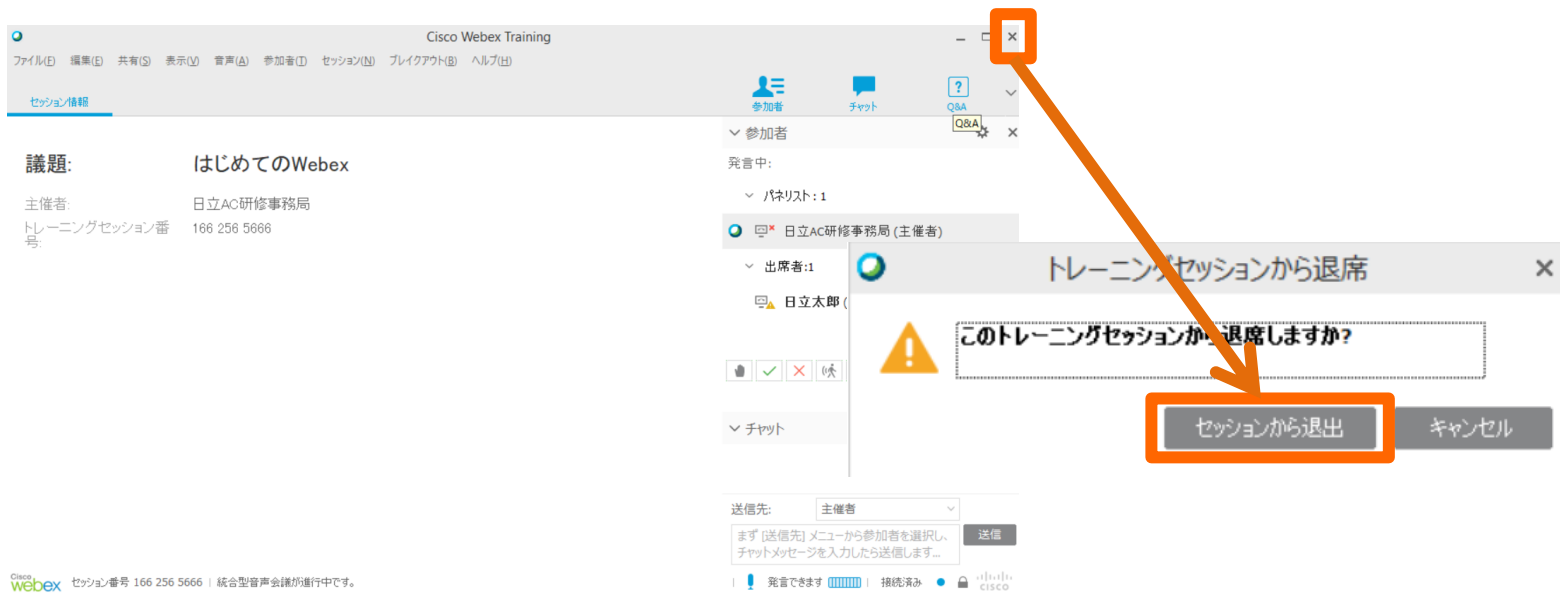 Cisco Webex Training
ファイル(F) 編集(E) 共有(S) 表示(V) 音声(A) 参加者(T) セッション(N) ブレイクアウト(B) ヘルプ(H)
セッション情報
参加者 チャット Q&A
Q&A
参加者
議題: はじめてのWebex
発言中:
パネリスト: 1
主催者: 日立AC研修事務局
トレーニングセッション番号: 166 256 5666
日立AC研修事務局 (主催者)
出席者:1
日立太郎 (
トレーニングセッションから退席
このトレーニングセッションから退席しますか?
セッションから退出 キャンセル
チャット
送信先: 主催者
まず [送信先] メニューから参加者を選択し、
チャットメッセージを入力したら送信します...
送信
Cisco webex セッション番号 166 256 5666 | 統合型音声会議が進行中です。
発言できます | 接続済み
cisco